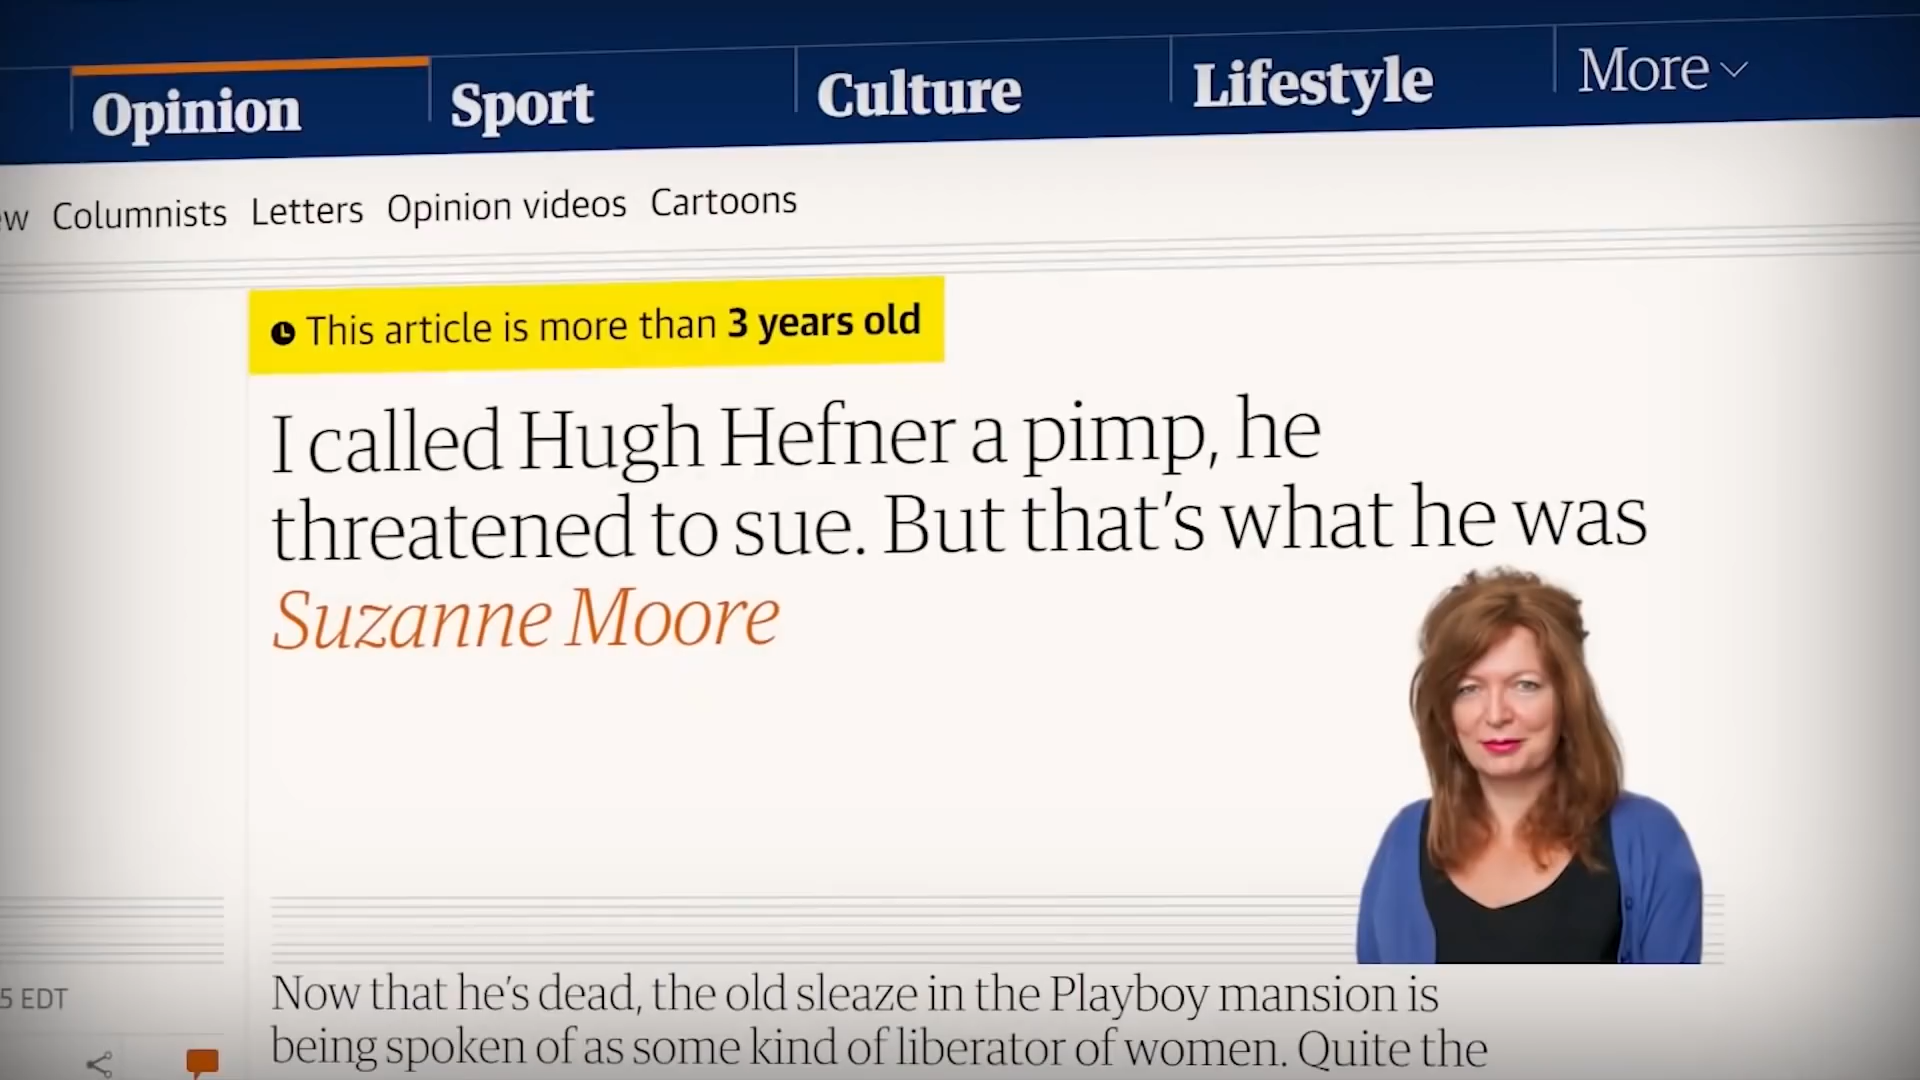 Opinion Sport Culture Lifestyle More
ew Columnists Letters Opinion videos Cartoons
This article is more than 3 years old
I called Hugh Hefner a pimp, he
threatened to sue. But that's what he was
Suzanne Moore
5 EDT
Now that he's dead, the old sleaze in the Playboy mansion is
being spoken of as some kind of liberator of women. Quite the